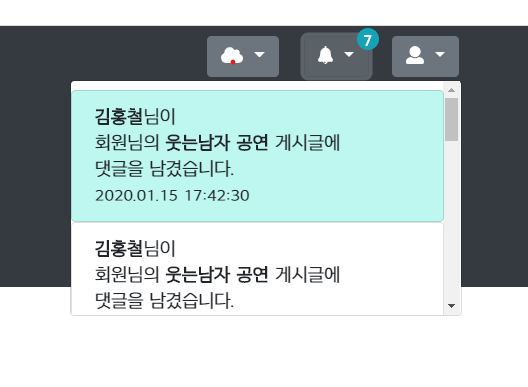 7
김홍철님이
회원님의 웃는남자 공연 게시글에
댓글을 남겼습니다.
2020.01.15 17:42:30
김홍철님이
회원님의 웃는남자 공연 게시글에
댓글을 남겼습니다.